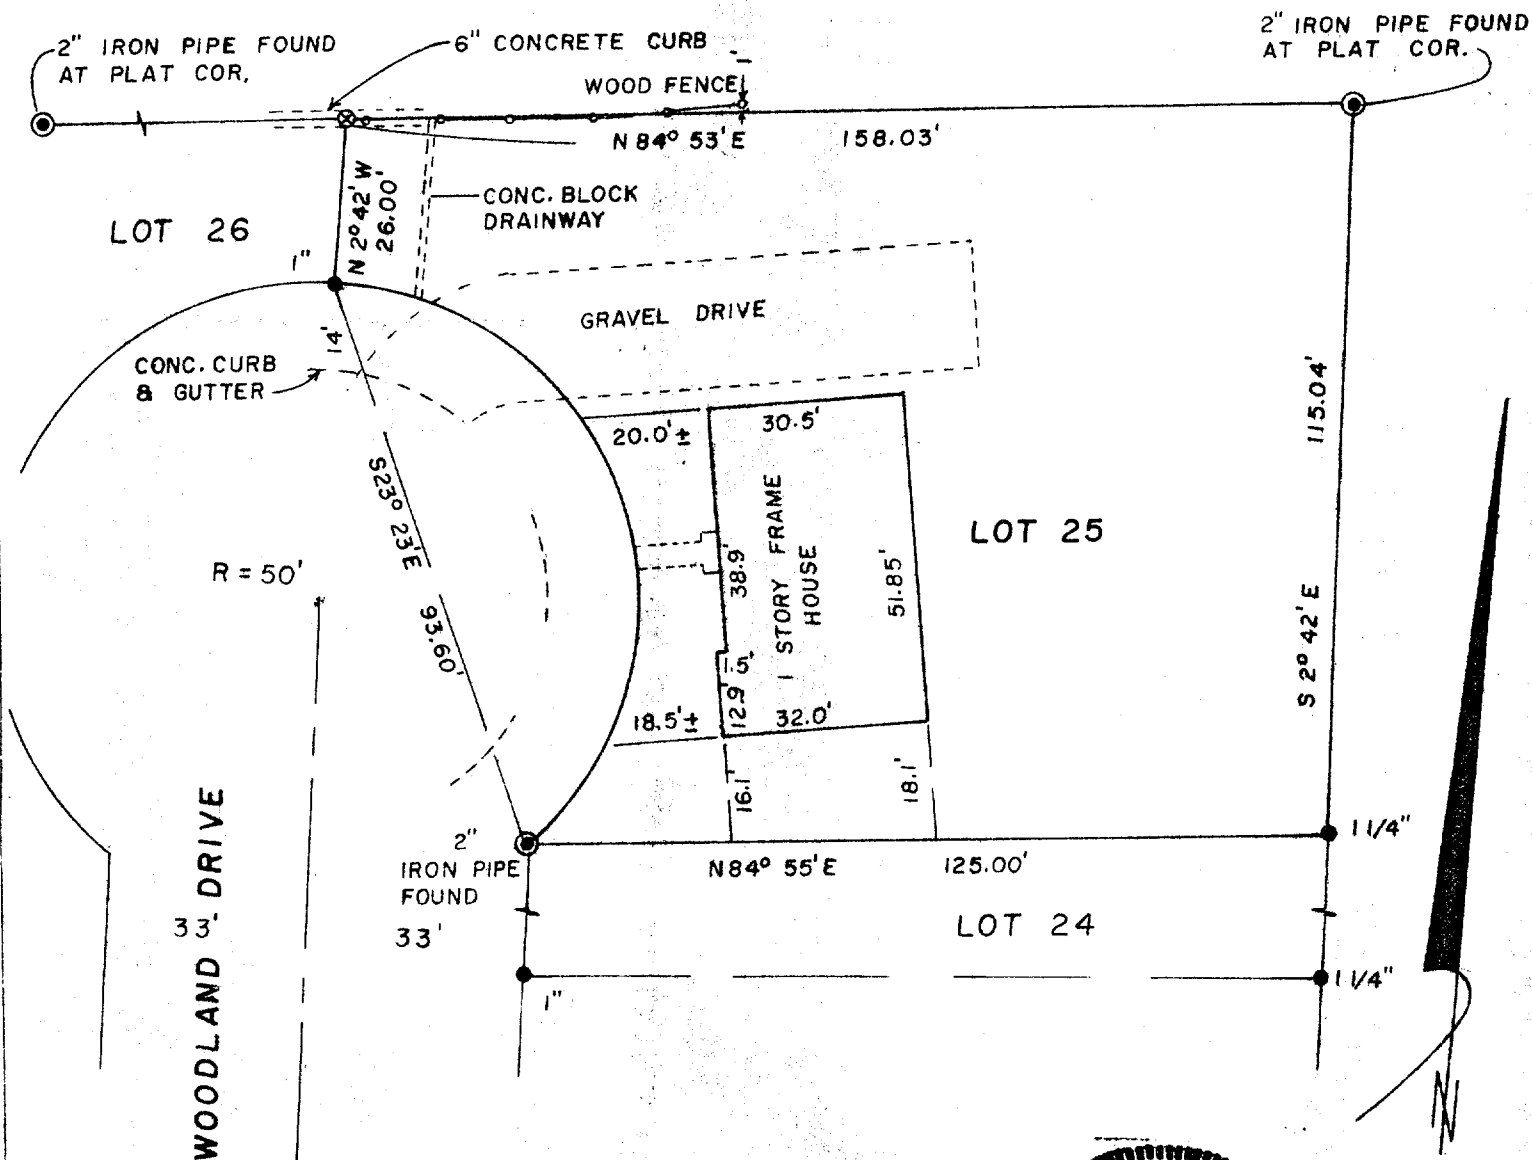 2" IRON PIPE FOUND
AT PLAT COR.
6" CONCRETE CURB
WOOD FENCE
2" IRON PIPE FOUND
AT PLAT COR.
N 84° 53' E 158.03'
LOT 26
N 2° 42' W
26.00'
CONC. BLOCK
DRAINWAY
1"
14'
GRAVEL DRIVE
CONC. CURB
& GUTTER
20.0'±
30.5'
115.04'
S 2° 42' E
S23° 23'E 93.60'
R = 50'
38.9'
1 STORY FRAME
HOUSE
51.85'
LOT 25
1.5'
12.9'
18.5'±
32.0'
16.1'
18.1'
2"
IRON PIPE
FOUND
1 1/4"
N84° 55' E 125.00'
33'
33'
WOODLAND DRIVE
LOT 24
1"
1 1/4"
N